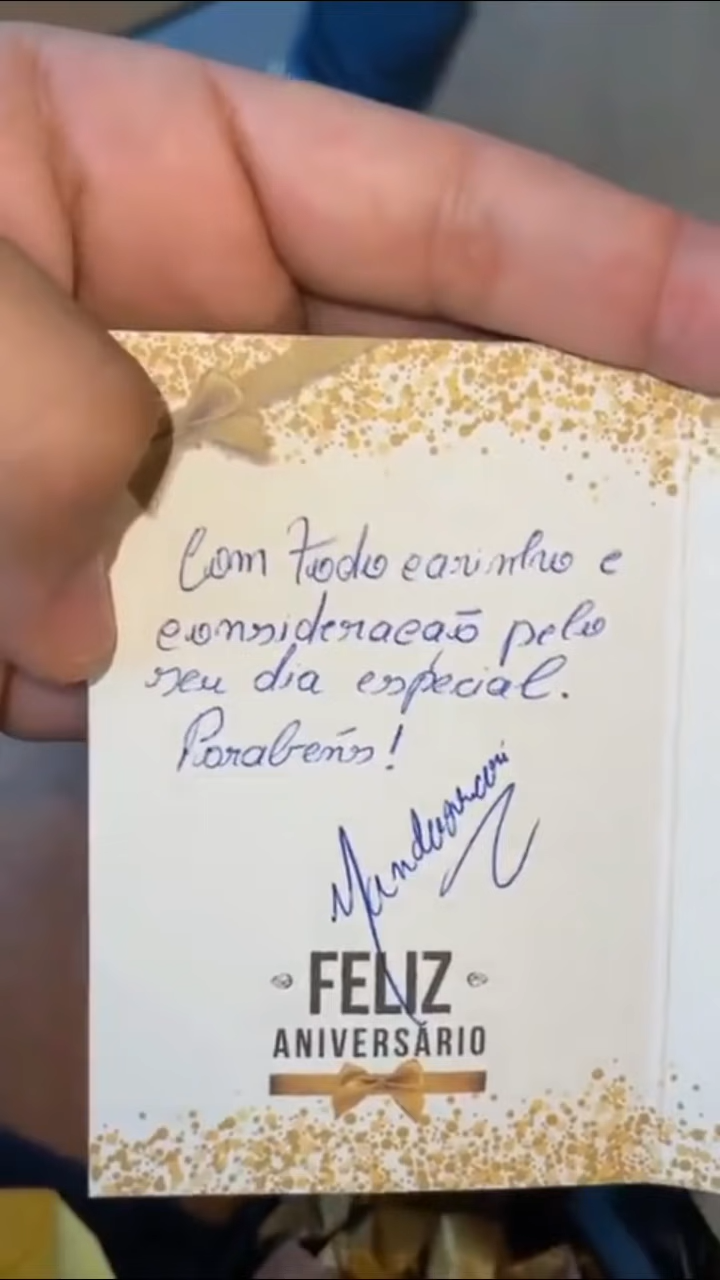 Com todo carinho e
consideração pelo
seu dia especial.
Parabéns!
FELIZ
ANIVERSÁRIO